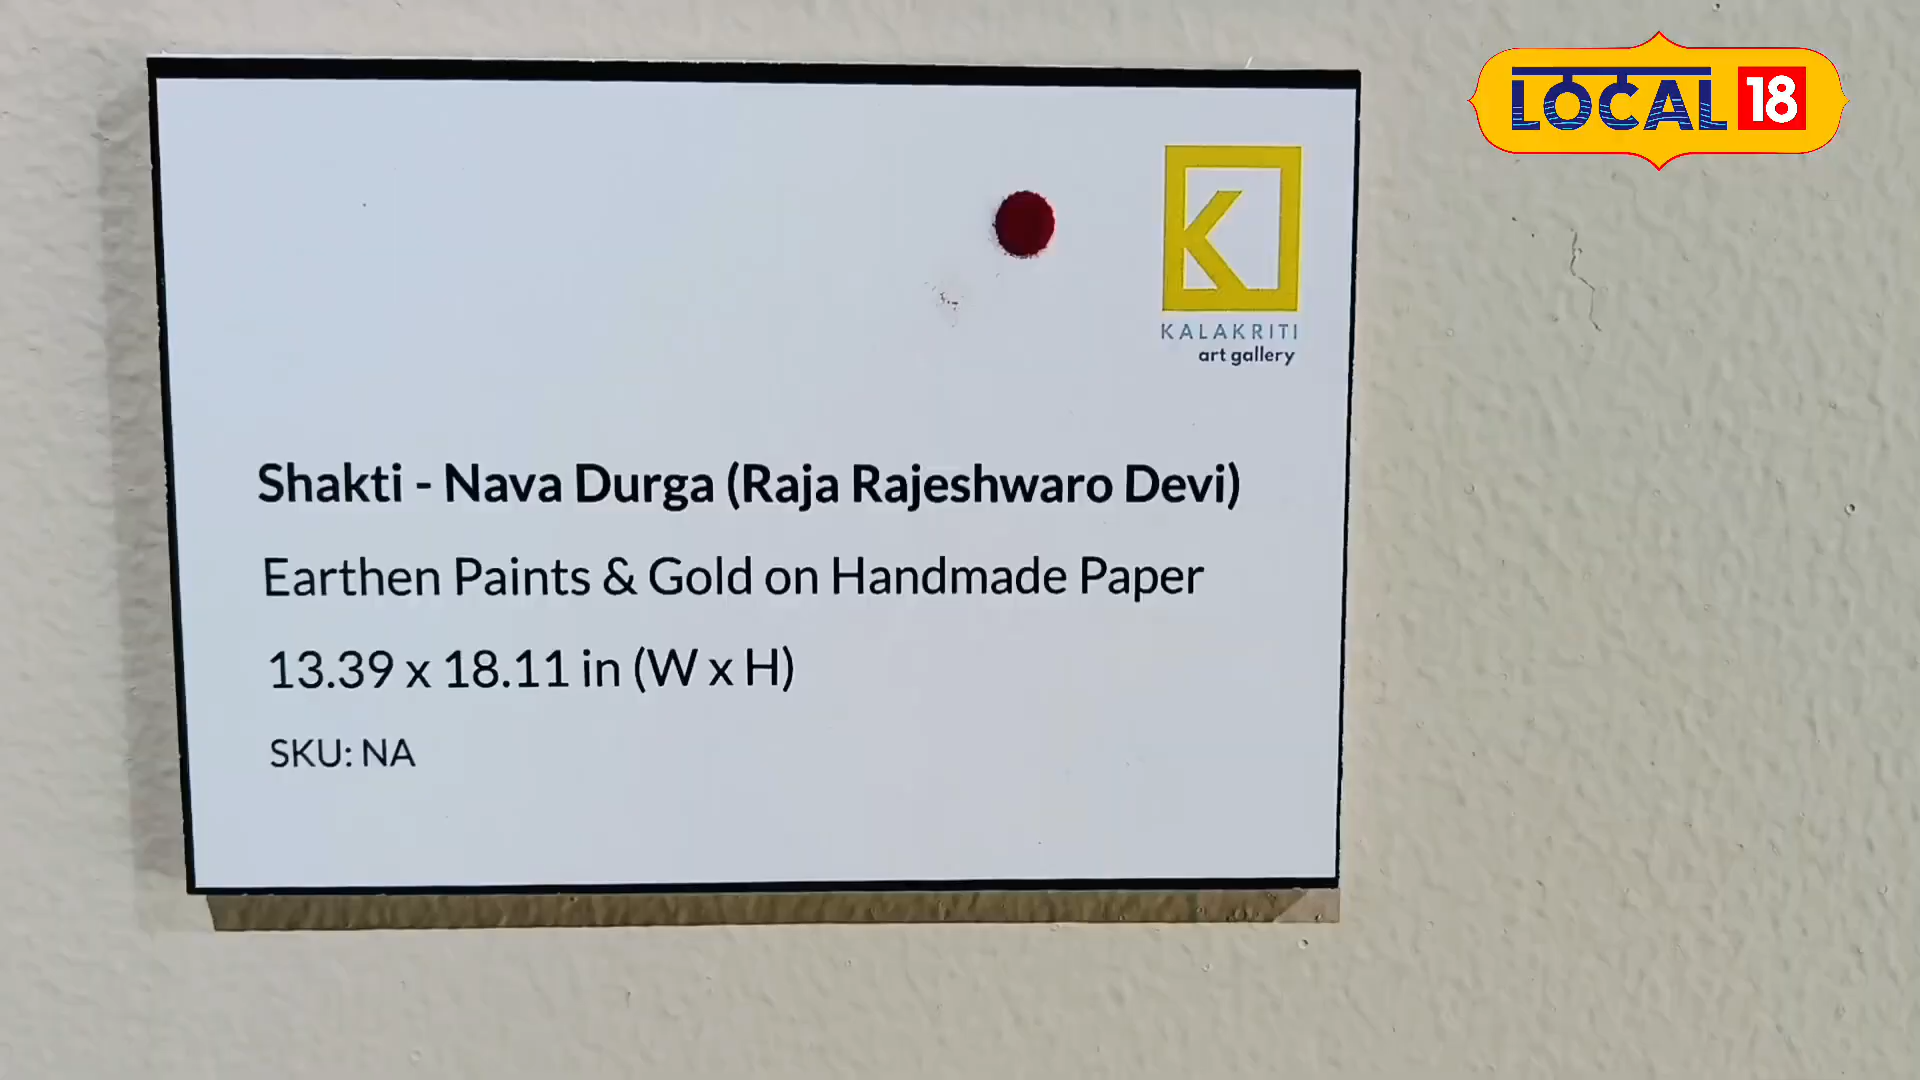 LOCAL 18
KALAKRITI
art gallery
Shakti - Nava Durga (Raja Rajeshwaro Devi)
Earthen Paints & Gold on Handmade Paper
13.39 x 18.11 in (W x H)
SKU: NA